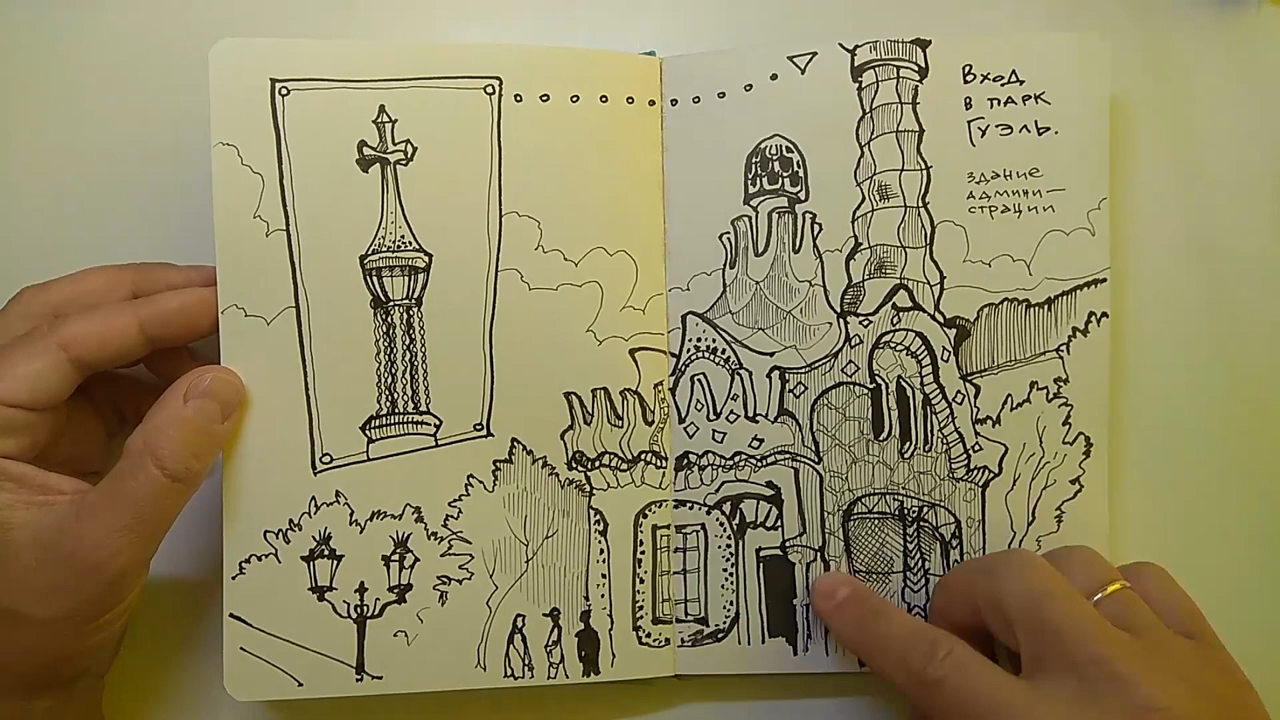 Вход
в парк
Гуэль.
здание
админи-
страции